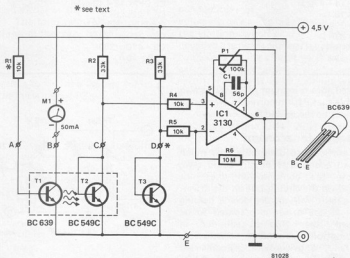 * see text
+ 4,5 V
R1
*
10k
R2
33k
R3
33k
P1
100k
C1
56p
M1
+
50mA
R4
10k
R5
10k
IC1
3130
R6
10M
A
B
C
D *
T1
T2
T3
BC 639
BC 549C
BC 549C
5
8
1
7
3
2
6
4
B
E
0
BC639
B C E
81028